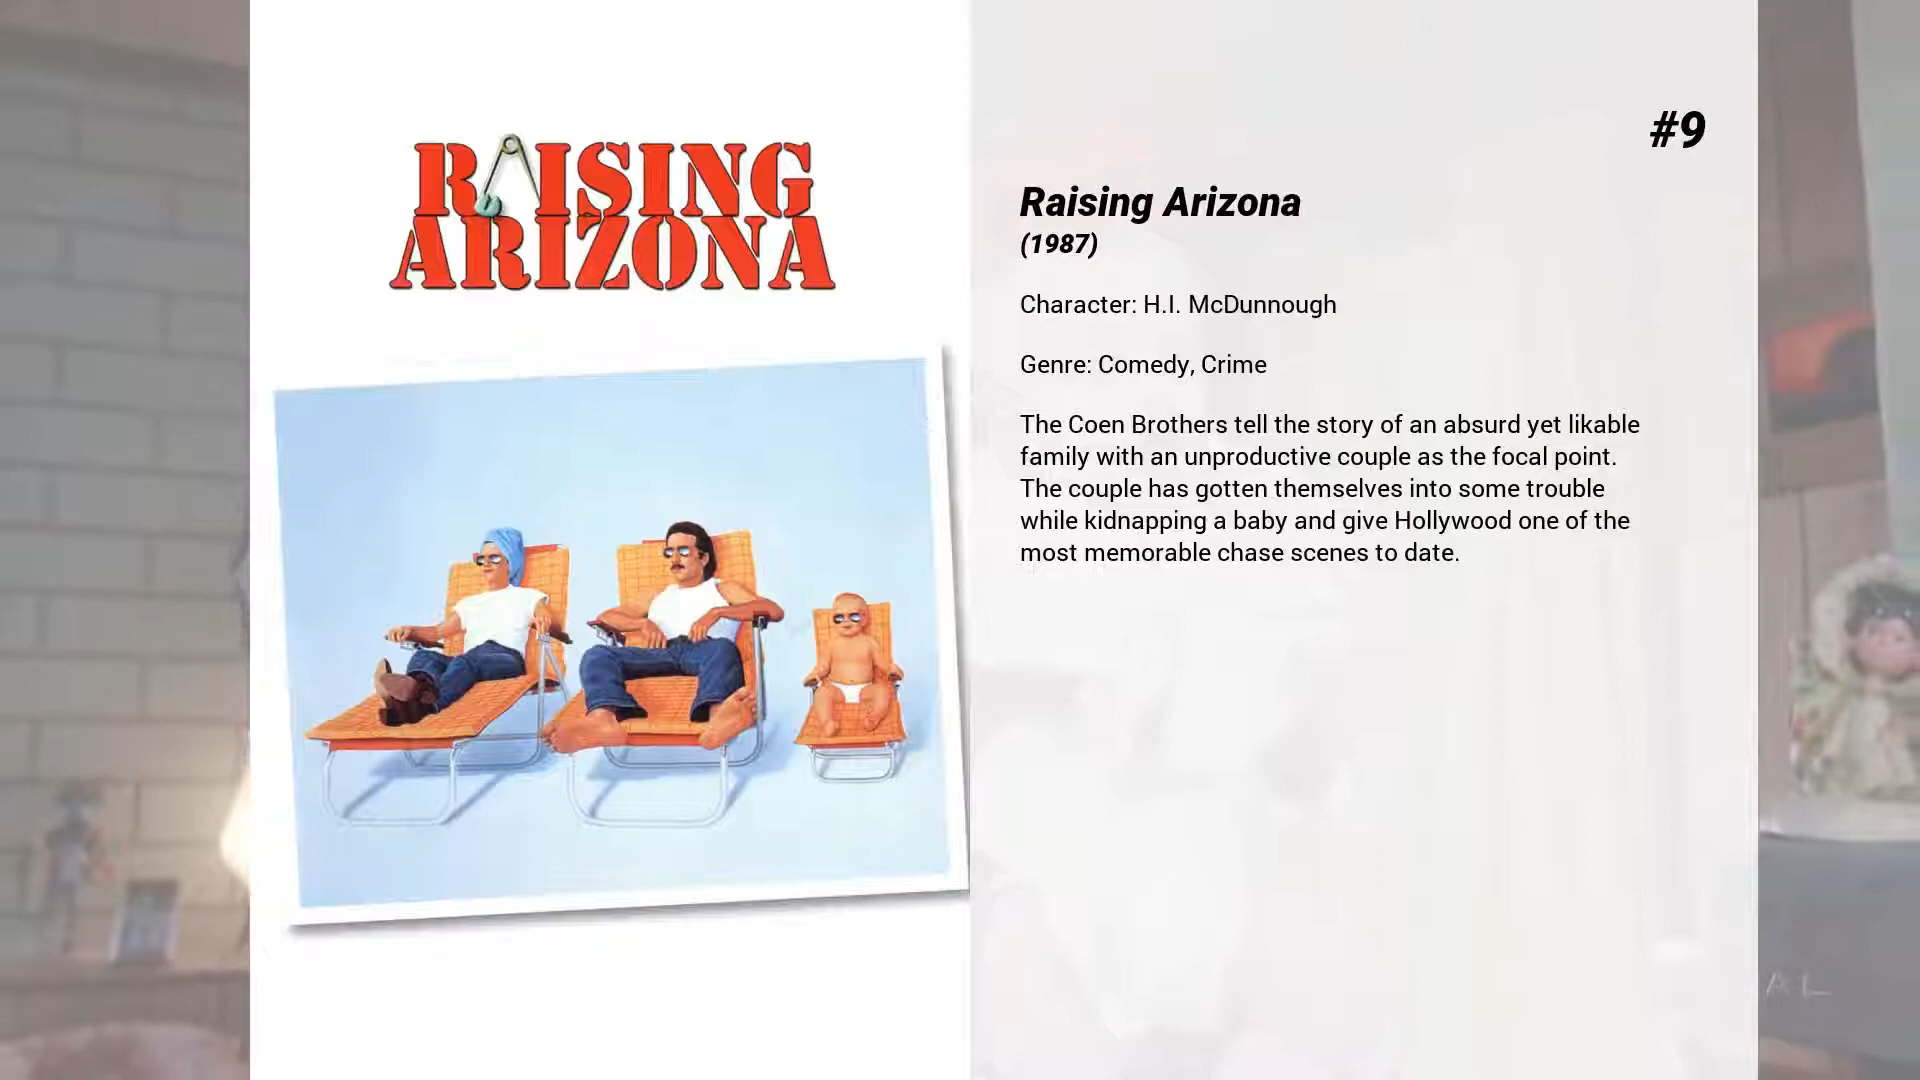 RAISING
ARIZONA
#9
Raising Arizona
(1987)
Character: H.I. McDunnough
Genre: Comedy, Crime
The Coen Brothers tell the story of an absurd yet likable
family with an unproductive couple as the focal point.
The couple has gotten themselves into some trouble
while kidnapping a baby and give Hollywood one of the
most memorable chase scenes to date.
AL